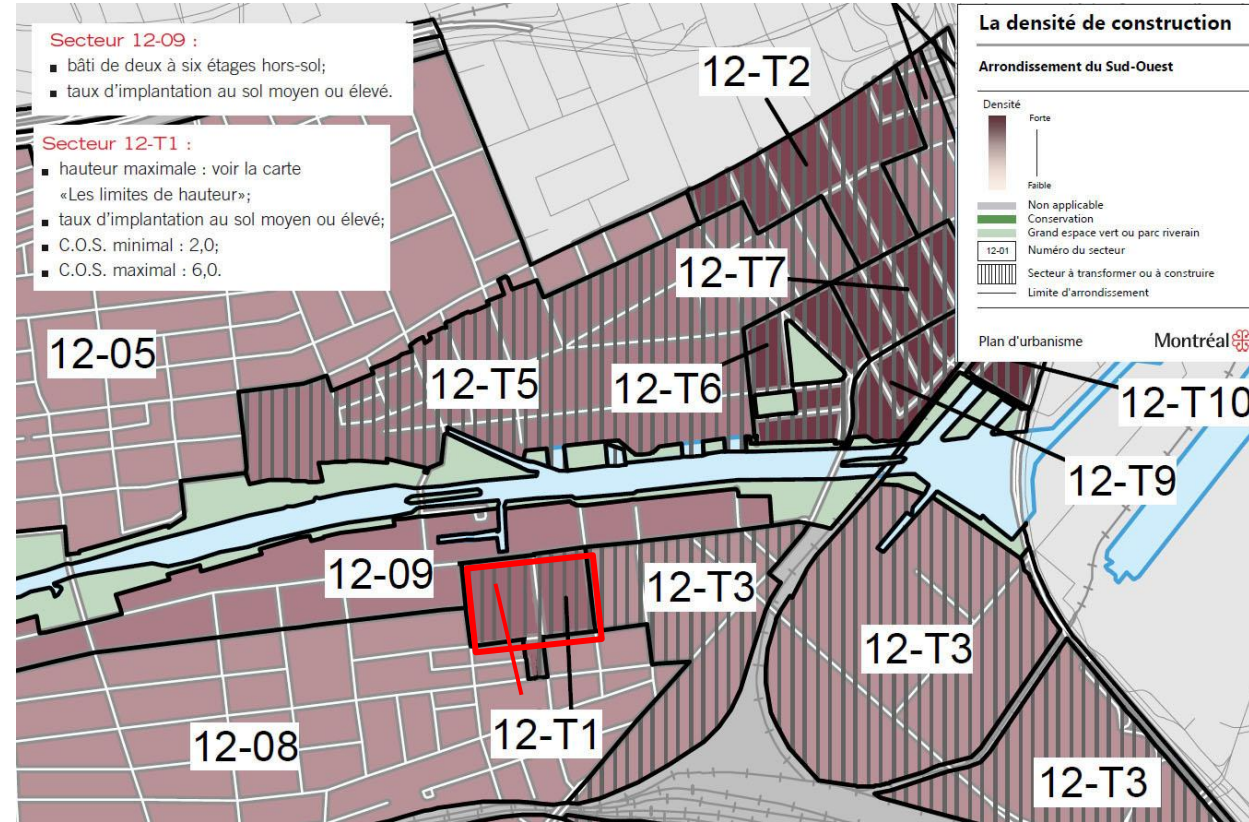 Secteur 12-09 :
▪ bâti de deux à six étages hors-sol;
▪ taux d'implantation au sol moyen ou élevé.
Secteur 12-T1 :
▪ hauteur maximale : voir la carte
«Les limites de hauteur»;
▪ taux d'implantation au sol moyen ou élevé;
▪ C.O.S. minimal : 2,0;
▪ C.O.S. maximal : 6,0.
La densité de construction
Arrondissement du Sud-Ouest
Densité
Forte
Faible
Non applicable
Conservation
Grand espace vert ou parc riverain
12-01 Numéro du secteur
Secteur à transformer ou à construire
Limite d'arrondissement
Plan d'urbanisme Montréal
12-T2
12-T7
12-05
12-T5
12-T6
12-T10
12-T9
12-09
12-T3
12-T3
12-T1
12-08
12-T3